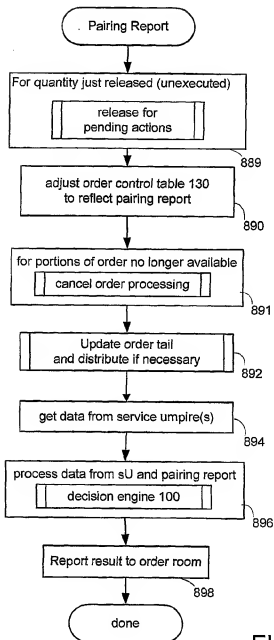 Pairing Report
For quantity just released (unexecuted)
release for
pending actions
889
adjust order control table 130
to reflect pairing report
890
for portions of order no longer available
cancel order processing
891
Update order tail
and distribute if necessary
892
get data from service umpire(s)
894
process data from sU and pairing report
decision engine 100
896
Report result to order room
898
done